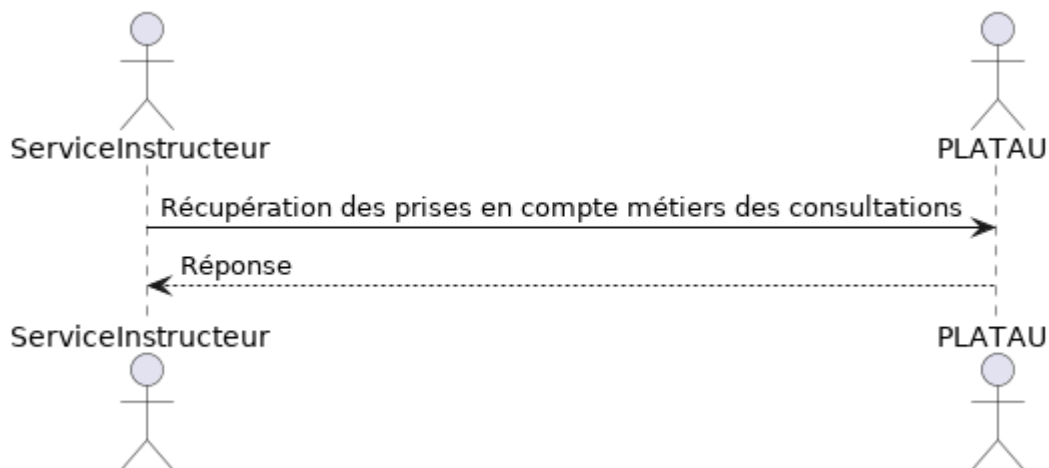 ServiceInstructeur PLATAU
Récupération des prises en compte métiers des consultations
Réponse
ServiceInstructeur PLATAU